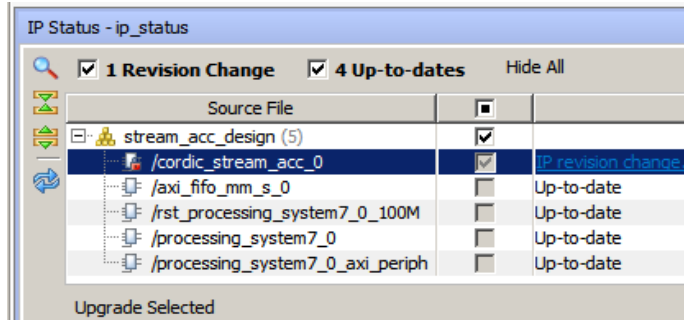 IP Status - ip_status
1 Revision Change 4 Up-to-dates Hide All
Source File
stream_acc_design (5)
/cordic_stream_acc_0 IP revision change.
/axi_fifo_mm_s_0 Up-to-date
/rst_processing_system7_0_100M Up-to-date
/processing_system7_0 Up-to-date
/processing_system7_0_axi_periph Up-to-date
Upgrade Selected